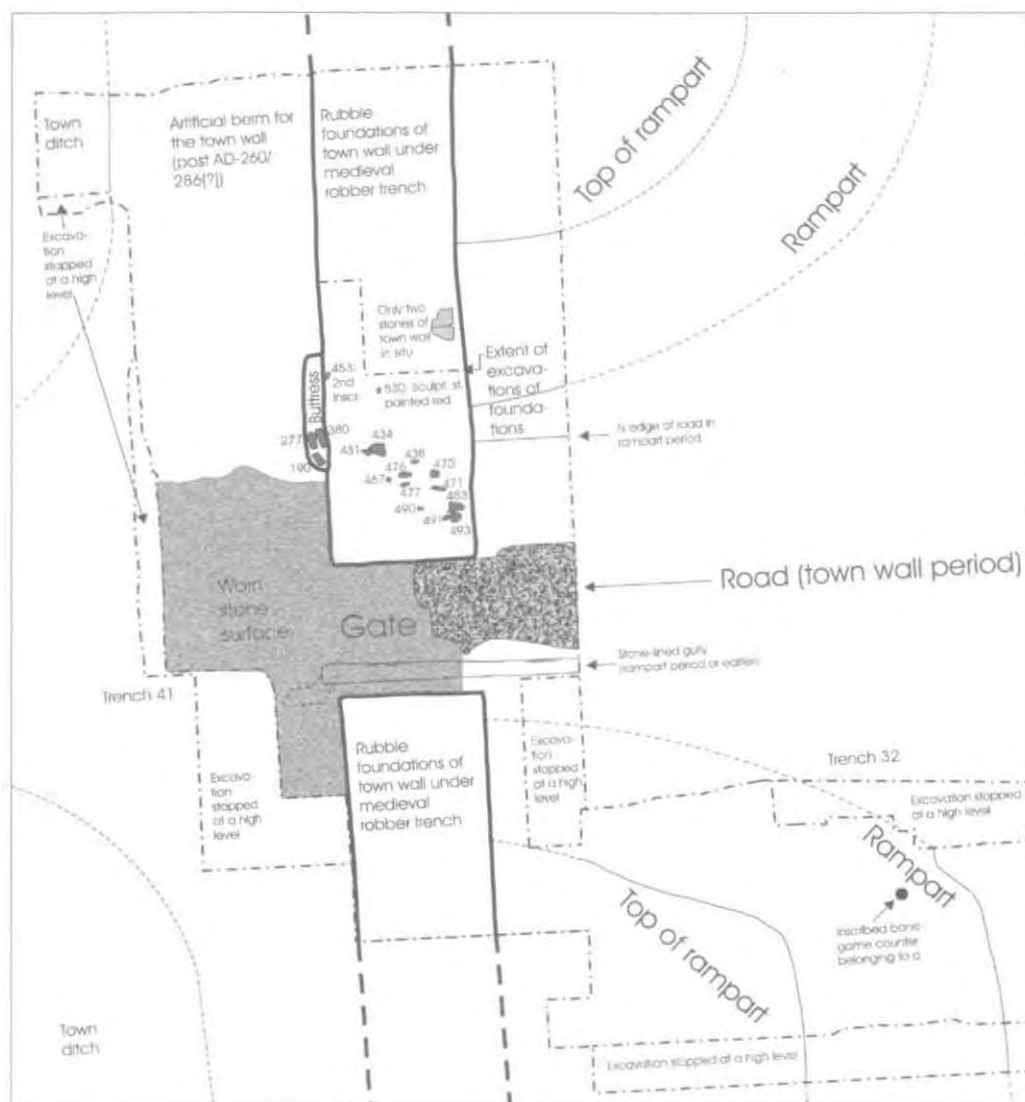 Town
ditch
Artificial berm for
the town wall
(post AD-260/
286[?])
Rubble
foundations of
town wall under
medieval
robber trench
Top of rampart
Rampart
Excava-
tion
stopped
at a high
level
Only two
stones of
town wall
in situ
Buttress
453:
2nd
Inscr.
530: Sculpt. st.
painted red
Extent of
excava-
tions of
founda-
tions
N edge of road in
rampart period
277
380
190
431
434
438
476
470
467
477
471
483
490
491
493
Worn
stone
surface
Gate
Road (town wall period)
Stone-lined gully
(rampart period or earlier)
Trench 41
Excava-
tion
stopped
at a high
level
Rubble
foundations of
town wall under
medieval
robber trench
Excava-
tion
stopped
at a high
level
Trench 32
Excavation stopped
at a high level
Rampart
Top of rampart
Inscribed bone
game counter
belonging to a
Town
ditch
Excavation stopped at a high level